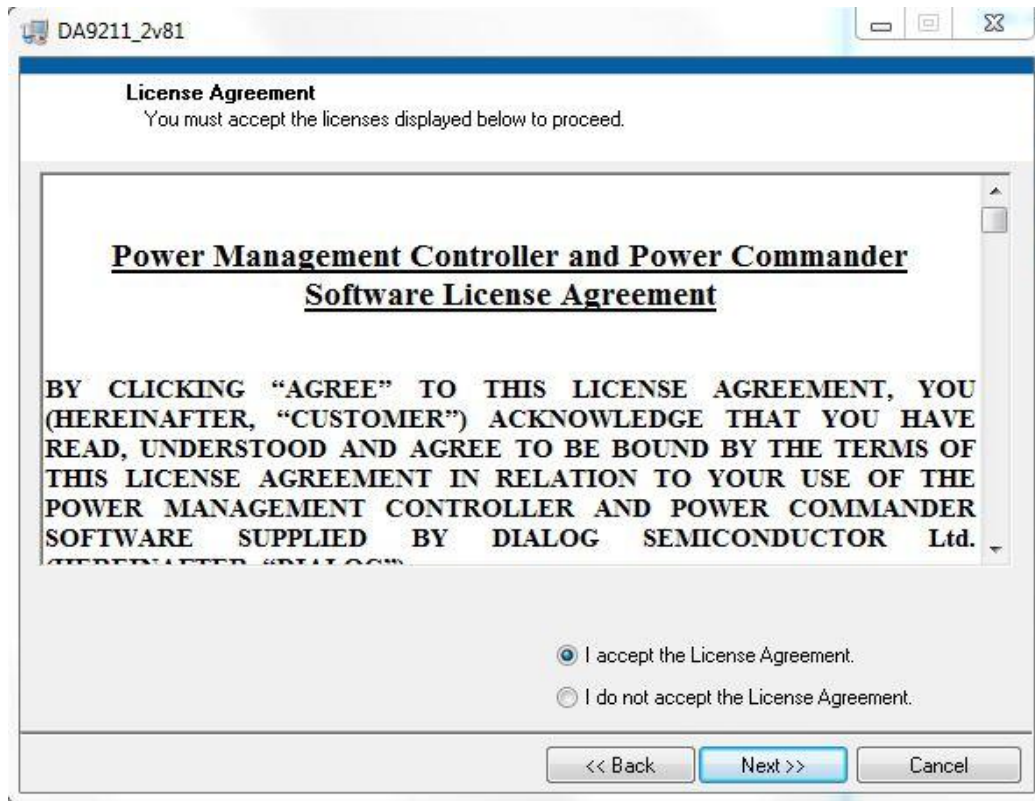 DA9211_2v81
License Agreement
You must accept the licenses displayed below to proceed.
Power Management Controller and Power Commander
Software License Agreement
BY CLICKING “AGREE” TO THIS LICENSE AGREEMENT, YOU
(HEREINAFTER, “CUSTOMER”) ACKNOWLEDGE THAT YOU HAVE
READ, UNDERSTOOD AND AGREE TO BE BOUND BY THE TERMS OF
THIS LICENSE AGREEMENT IN RELATION TO YOUR USE OF THE
POWER MANAGEMENT CONTROLLER AND POWER COMMANDER
SOFTWARE SUPPLIED BY DIALOG SEMICONDUCTOR Ltd.
I accept the License Agreement.
I do not accept the License Agreement.
<< Back Next >> Cancel